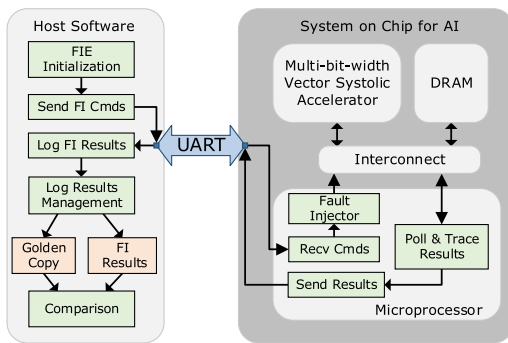 Host Software
FIE
Initialization
Send FI Cmds
Log FI Results
Log Results
Management
Golden
Copy
FI
Results
Comparison
UART
System on Chip for AI
Multi-bit-width
Vector Systolic
Accelerator
DRAM
Interconnect
Fault
Injector
Recv Cmds
Poll & Trace
Results
Send Results
Microprocessor